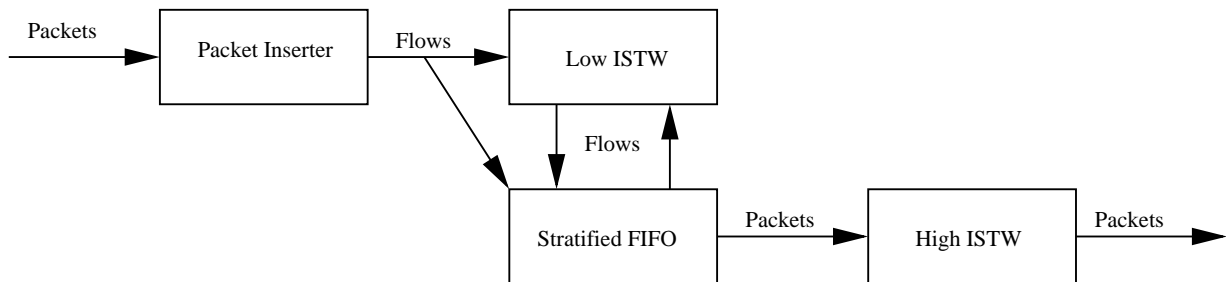 Packets
Packet Inserter
Flows
Low ISTW
Flows
Stratified FIFO
Packets
High ISTW
Packets